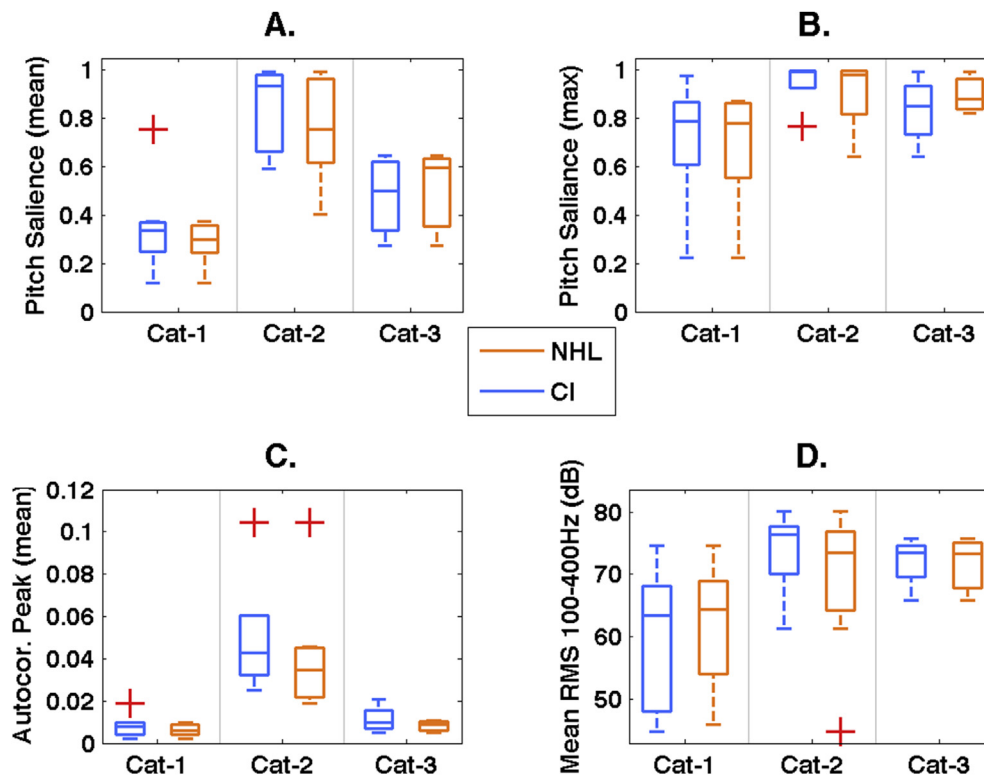 A.
Pitch Salience (mean)
1
0.8
0.6
0.4
0.2
0
Cat-1 Cat-2 Cat-3
B.
Pitch Saliance (max)
1
0.8
0.6
0.4
0.2
0
Cat-1 Cat-2 Cat-3
NHL
CI
C.
Autocor. Peak (mean)
0.12
0.1
0.08
0.06
0.04
0.02
0
Cat-1 Cat-2 Cat-3
D.
Mean RMS 100-400Hz (dB)
80
70
60
50
Cat-1 Cat-2 Cat-3